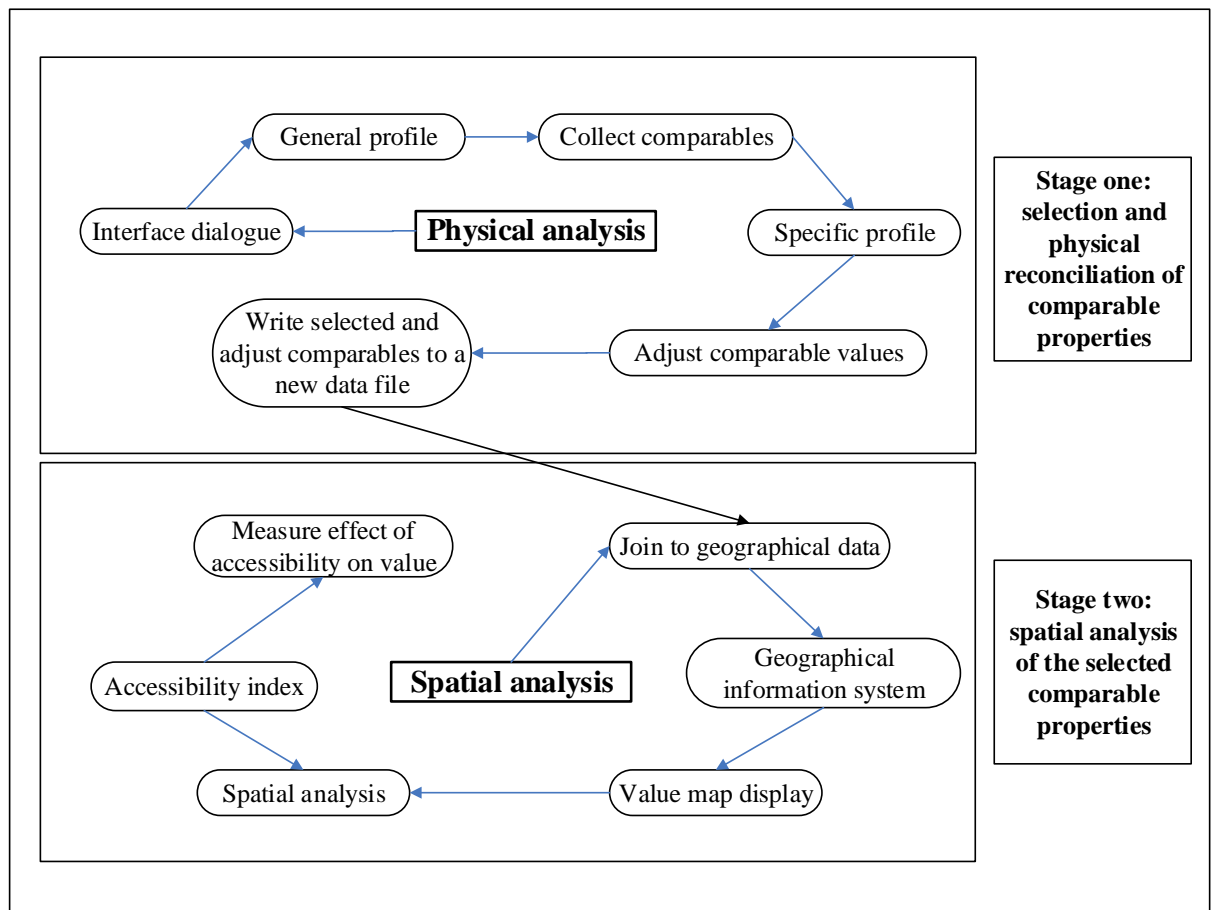 General profile
Collect comparables
Interface dialogue
Physical analysis
Specific profile
Write selected and
adjust comparables to a
new data file
Adjust comparable values
Stage one:
selection and
physical
reconciliation of
comparable
properties
Measure effect of
accessibility on value
Join to geographical data
Accessibility index
Spatial analysis
Geographical
information system
Spatial analysis
Value map display
Stage two:
spatial analysis
of the selected
comparable
properties